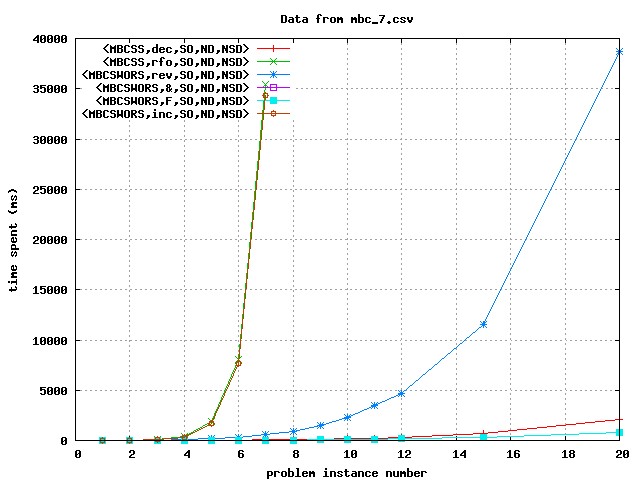 Data from mbc_7.csv
40000
35000
30000
25000
20000
15000
10000
5000
0
time spent (ms)
<MBCSS,dec,SO,ND,NSD>
<MBCSS,rfo,SO,ND,NSD>
<MBCSWORS,rev,SO,ND,NSD>
<MBCSWORS,8,SO,ND,NSD>
<MBCSWORS,F,SO,ND,NSD>
<MBCSWORS,inc,SO,ND,NSD>
0 2 4 6 8 10 12 14 16 18 20
problem instance number